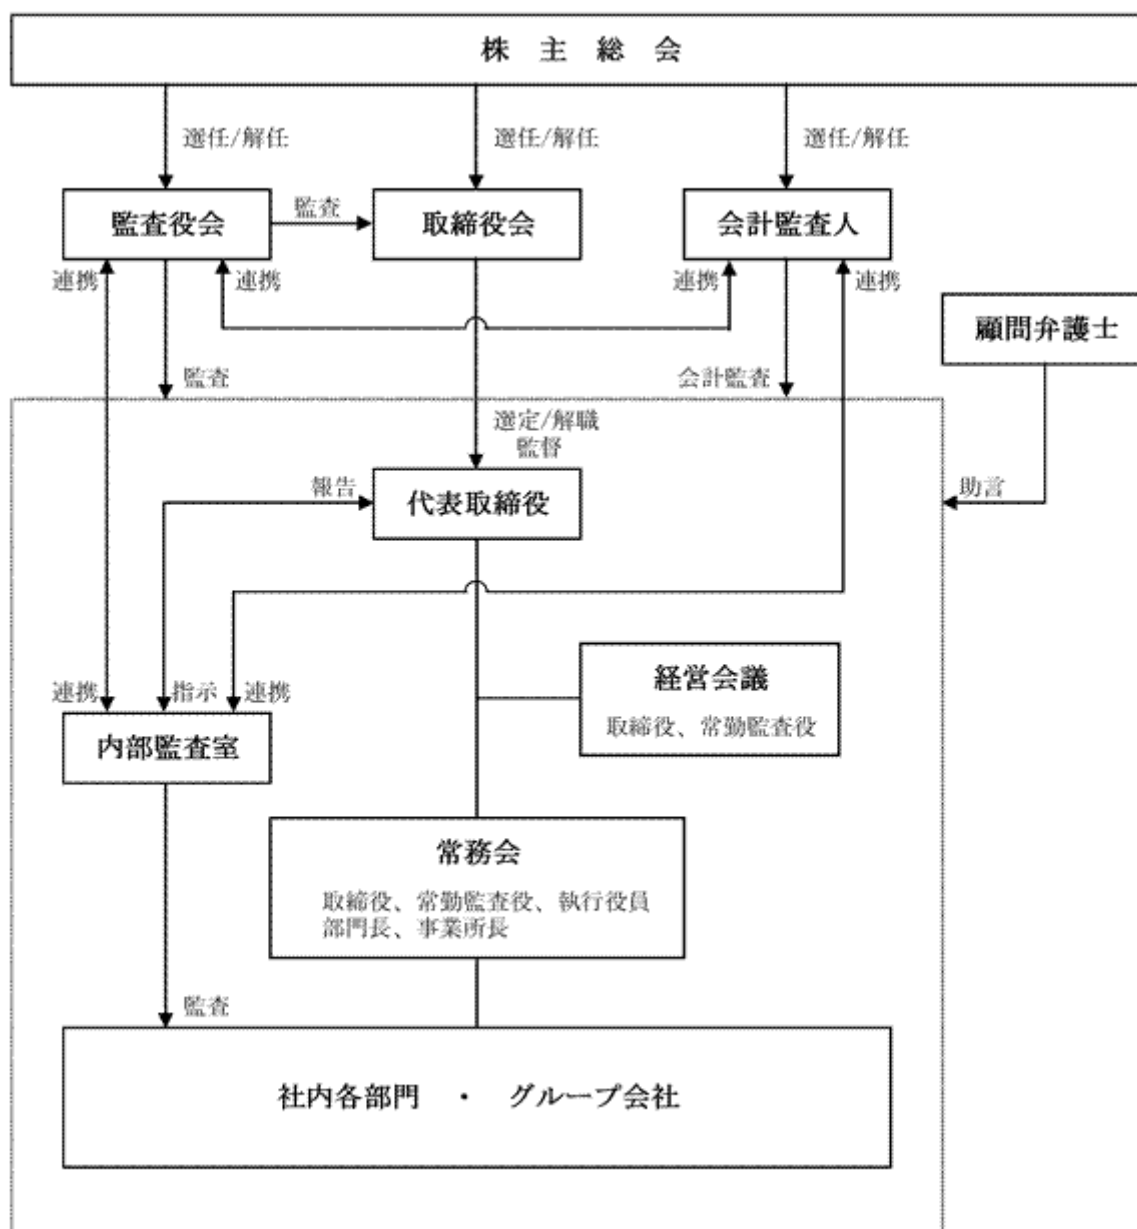 株 主 総 会
選任/解任
選任/解任
選任/解任
監査役会
監査
取締役会
会計監査人
連携
連携
連携
連携
顧問弁護士
監査
会計監査
選定/解職
監督
報告
代表取締役
助言
経営会議
取締役、常勤監査役
連携
指示
連携
内部監査室
常務会
取締役、常勤監査役、執行役員
部門長、事業所長
監査
社内各部門 ・ グループ会社